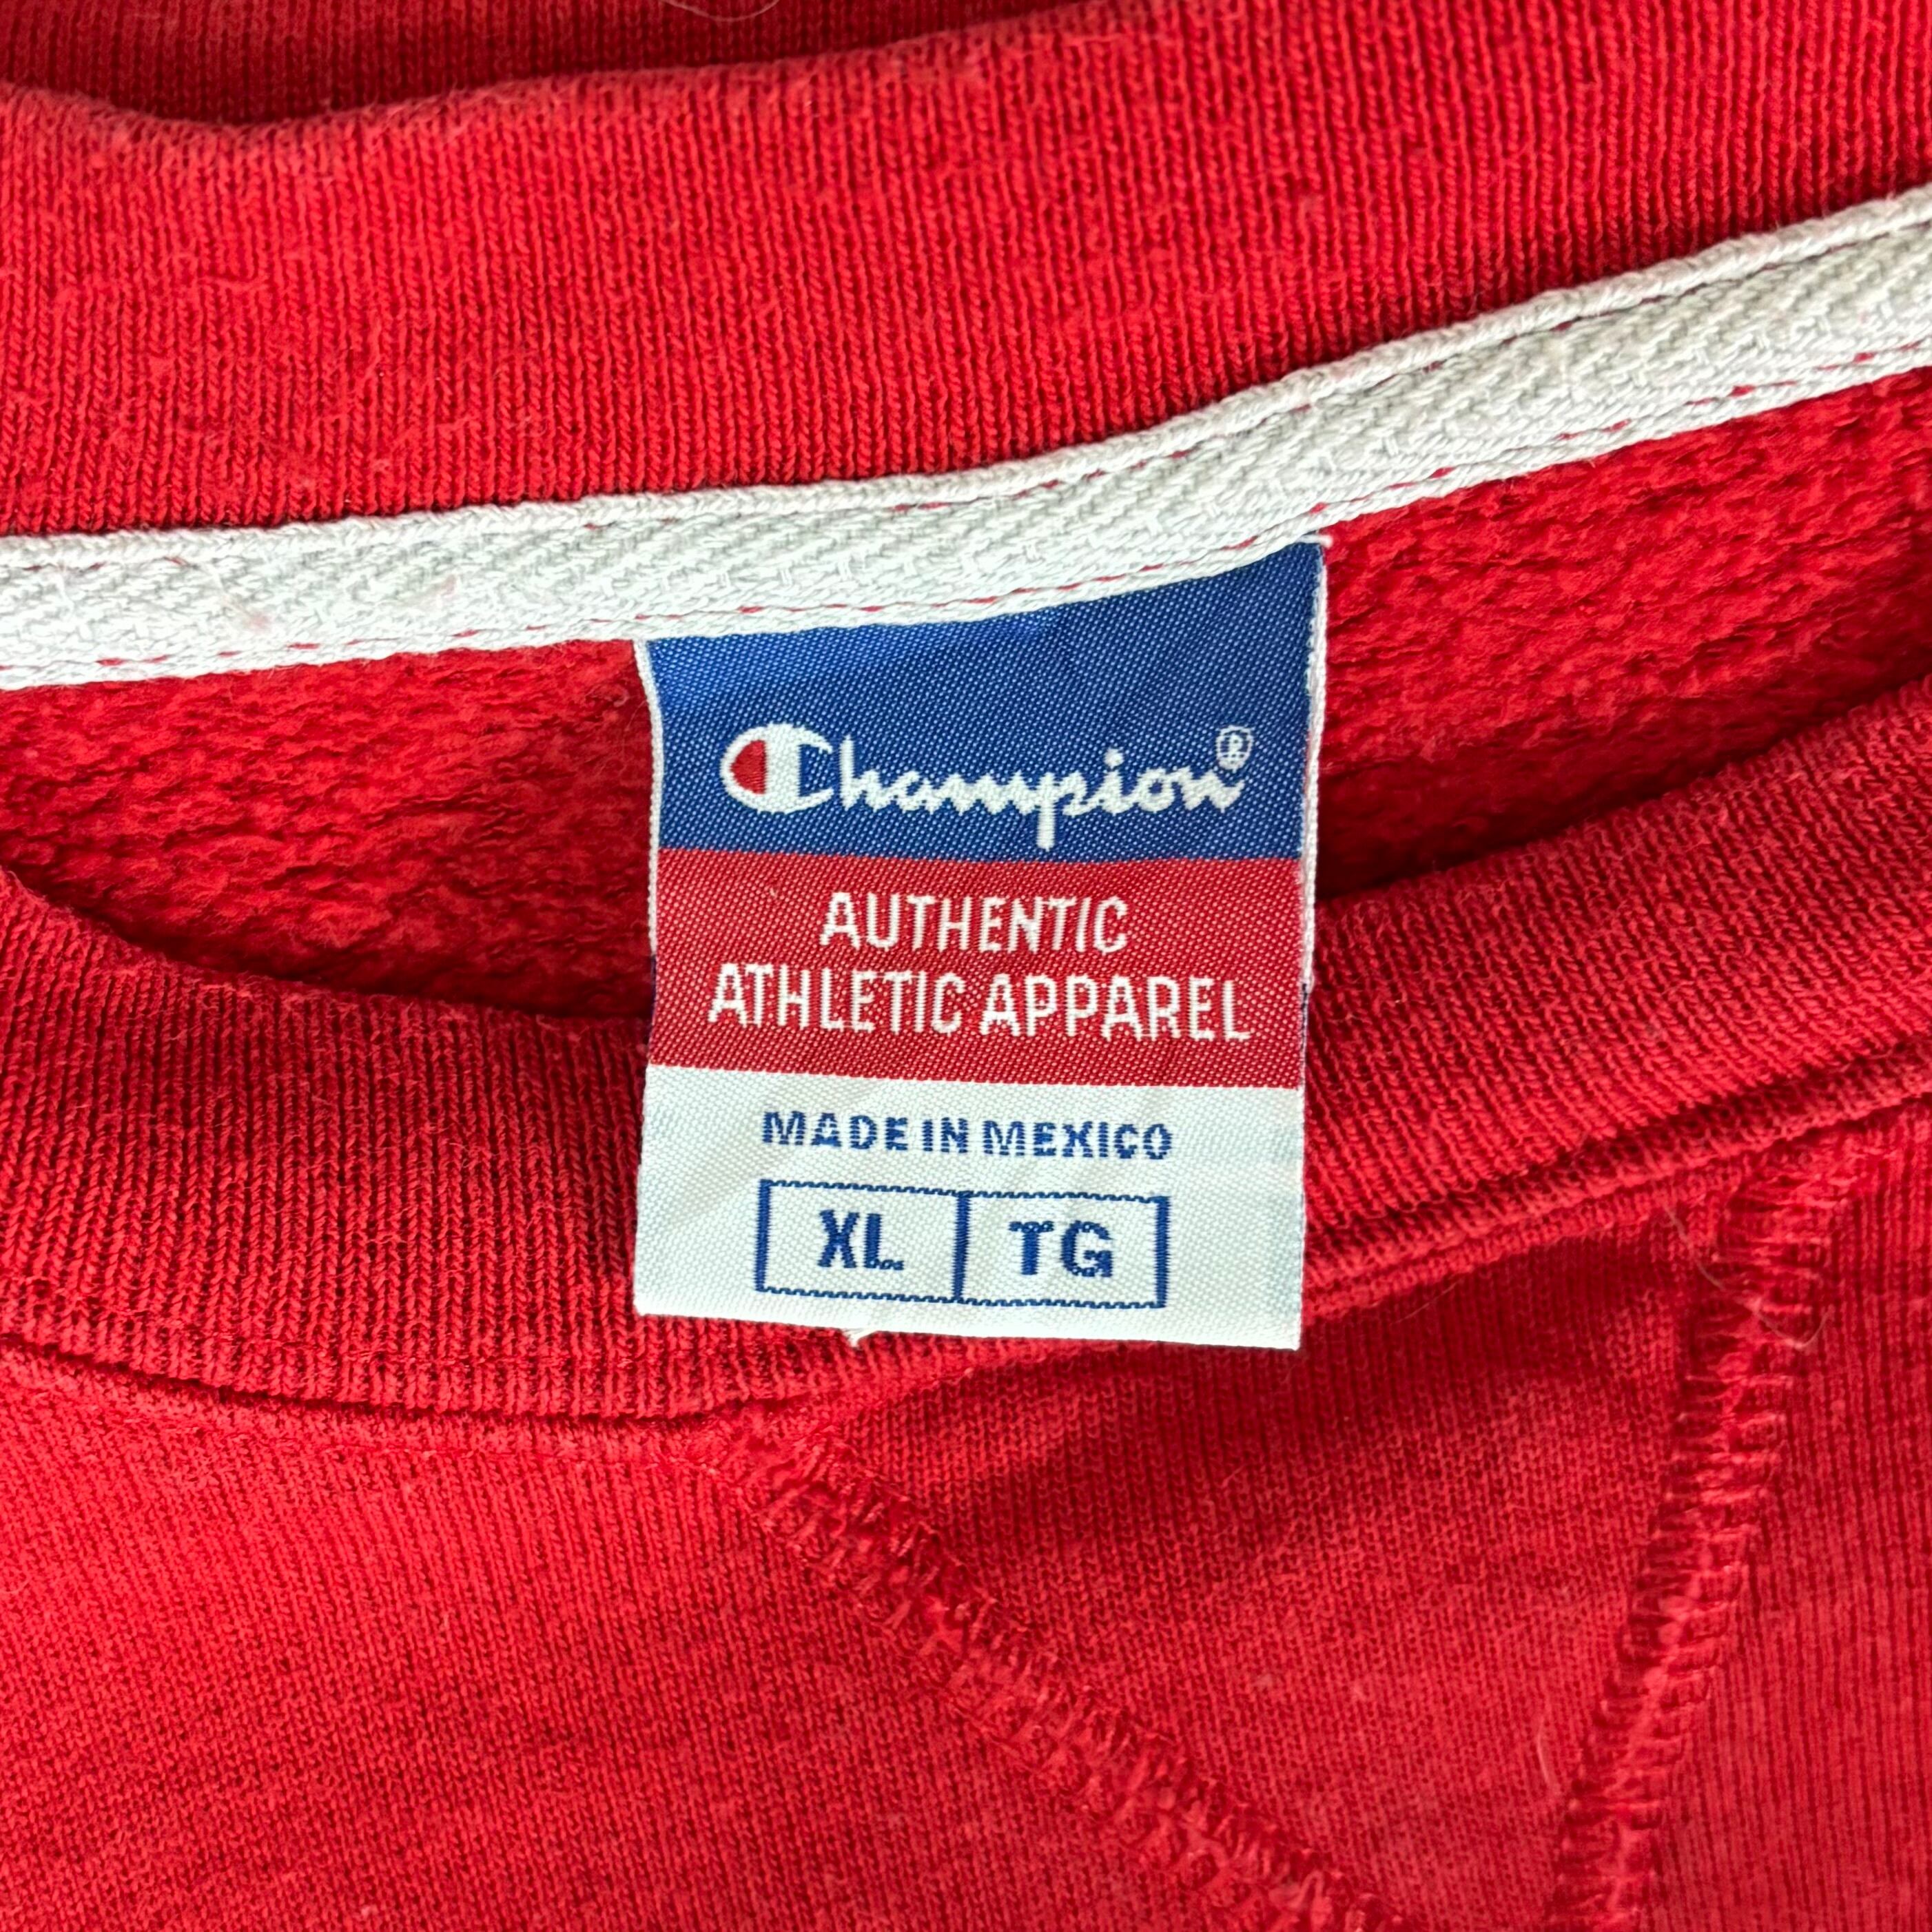 Champion®
AUTHENTIC
ATHLETIC APPAREL
MADE IN MEXICO
XL TG